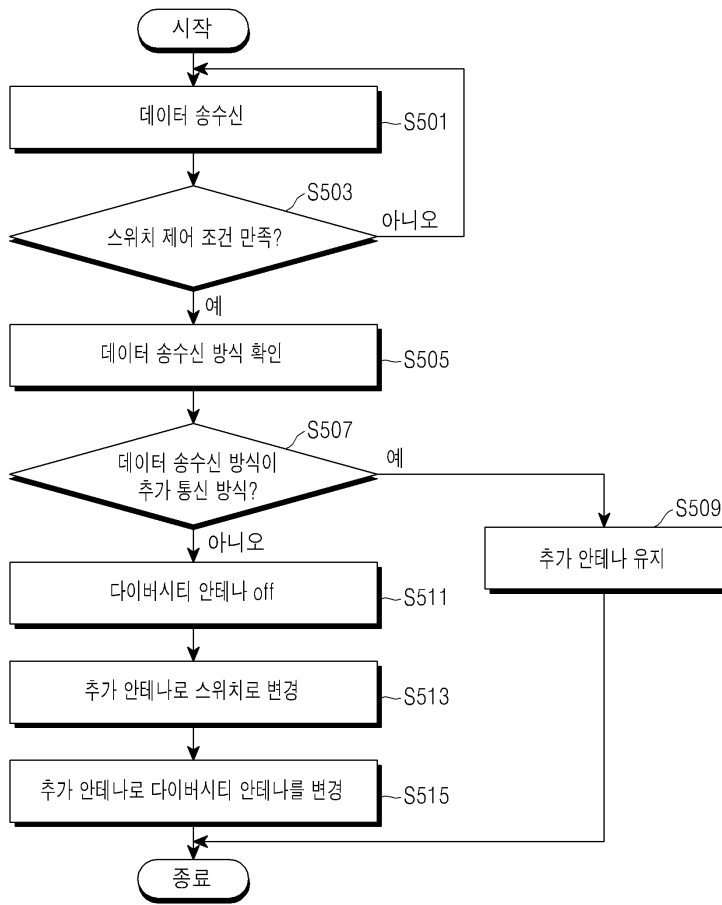 시작
데이터 송수신
S501
S503
스위치 제어 조건 만족?
아니오
예
데이터 송수신 방식 확인
S505
S507
데이터 송수신 방식이
추가 통신 방식?
예
아니오
S509
추가 안테나 유지
다이버시티 안테나 off
S511
추가 안테나로 스위치로 변경
S513
추가 안테나로 다이버시티 안테나를 변경
S515
종료